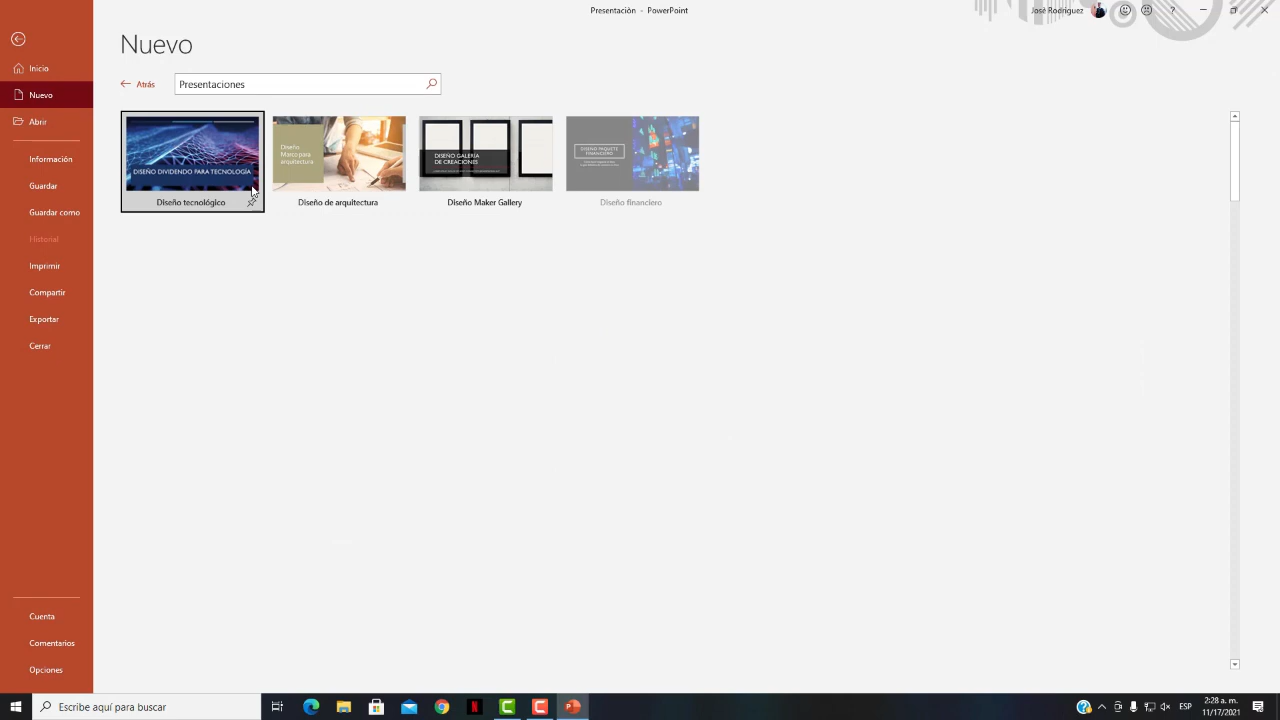 Presentación - PowerPoint
José Rodríguez
?
Nuevo
Inicio
Nuevo
Abrir
Información
Guardar
Guardar como
Historial
Imprimir
Compartir
Exportar
Cerrar
Cuenta
Comentarios
Opciones
Atrás
Presentaciones
DISEÑO DIVIDENDO PARA TECNOLOGÍA
Diseño tecnológico
Diseño
Marco para
arquitectura
Diseño de arquitectura
DISEÑO GALERÍA
DE CREACIONES
Diseño Maker Gallery
DISEÑO PAQUETE
FINANCIERO
Diseño financiero
Escribe aquí para buscar
ESP
2:28 a. m.
11/17/2021